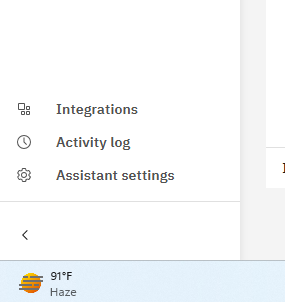 Integrations
Activity log
Assistant settings
91°F
Haze